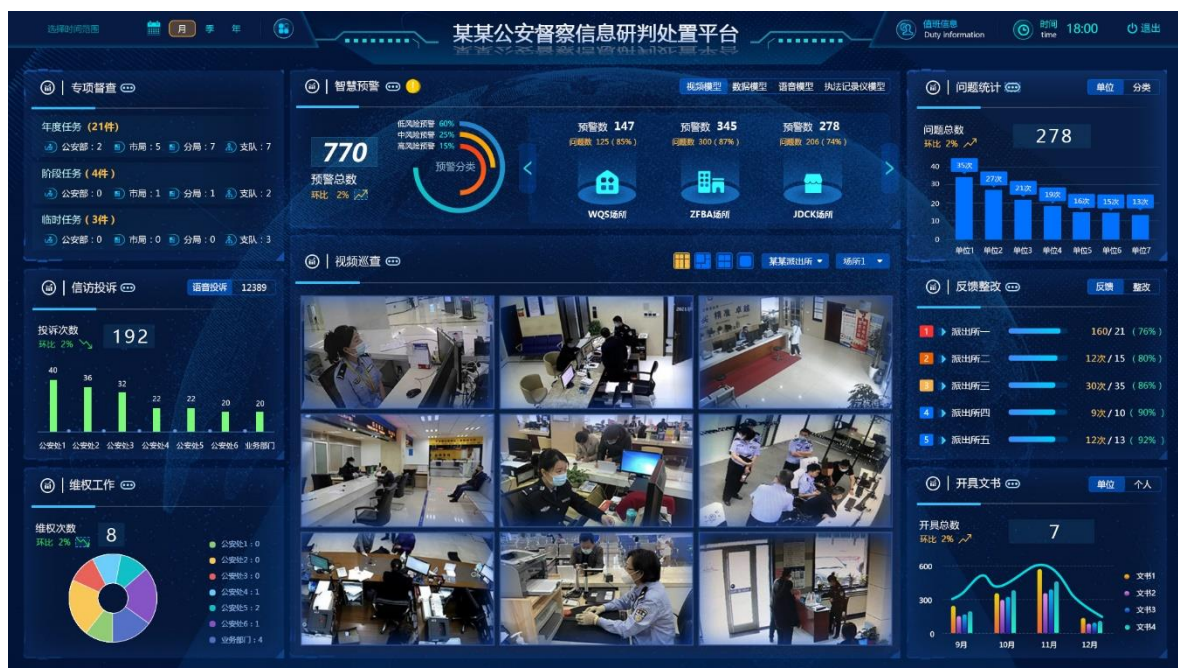 选择时间范围
月 季 年
某某公安督察信息研判处置平台
值班信息
Duty information
时间
time
18:00
退出
专项督查
年度任务（21件）
公安部：2 市局：5 分局：7 支队：7
阶段任务（4件）
公安部：0 市局：1 分局：1 支队：2
临时任务（3件）
公安部：0 市局：0 分局：0 支队：3
信访投诉
语音投诉 12389
投诉次数
环比 2%
192
40 36 32 22 22 20 20
公安处1 公安处2 公安处3 公安处4 公安处5 公安处6 业务部门
维权工作
维权次数
环比 2%
8
公安处1：0
公安处2：0
公安处3：0
公安处4：1
公安处5：2
公安处6：1
业务部门：4
智慧预警
视频模型 数据模型 语音模型 执法记录仪模型
770
预警总数
环比 2%
低风险预警 60%
中风险预警 25%
高风险预警 15%
预警分类
预警数 147
问题数 125（85%）
WQS场所
预警数 345
问题数 300（87%）
ZFBA场所
预警数 278
问题数 206（74%）
JDCK场所
视频巡查
某某派出所
场所1
问题统计
单位 分类
问题总数
环比 2%
278
40
30
20
10
0
35次 27次 21次 19次 16次 15次 13次
单位1 单位2 单位3 单位4 单位5 单位6 单位7
反馈整改
反馈 整改
1 派出所一 160/21（76%）
2 派出所二 12次/15（80%）
3 派出所三 30次/35（86%）
4 派出所四 9次/10（90%）
5 派出所五 12次/13（92%）
开具文书
单位 个人
开具总数
环比 2%
7
600
300
0
9月 10月 11月 12月
文书1
文书2
文书3
文书4